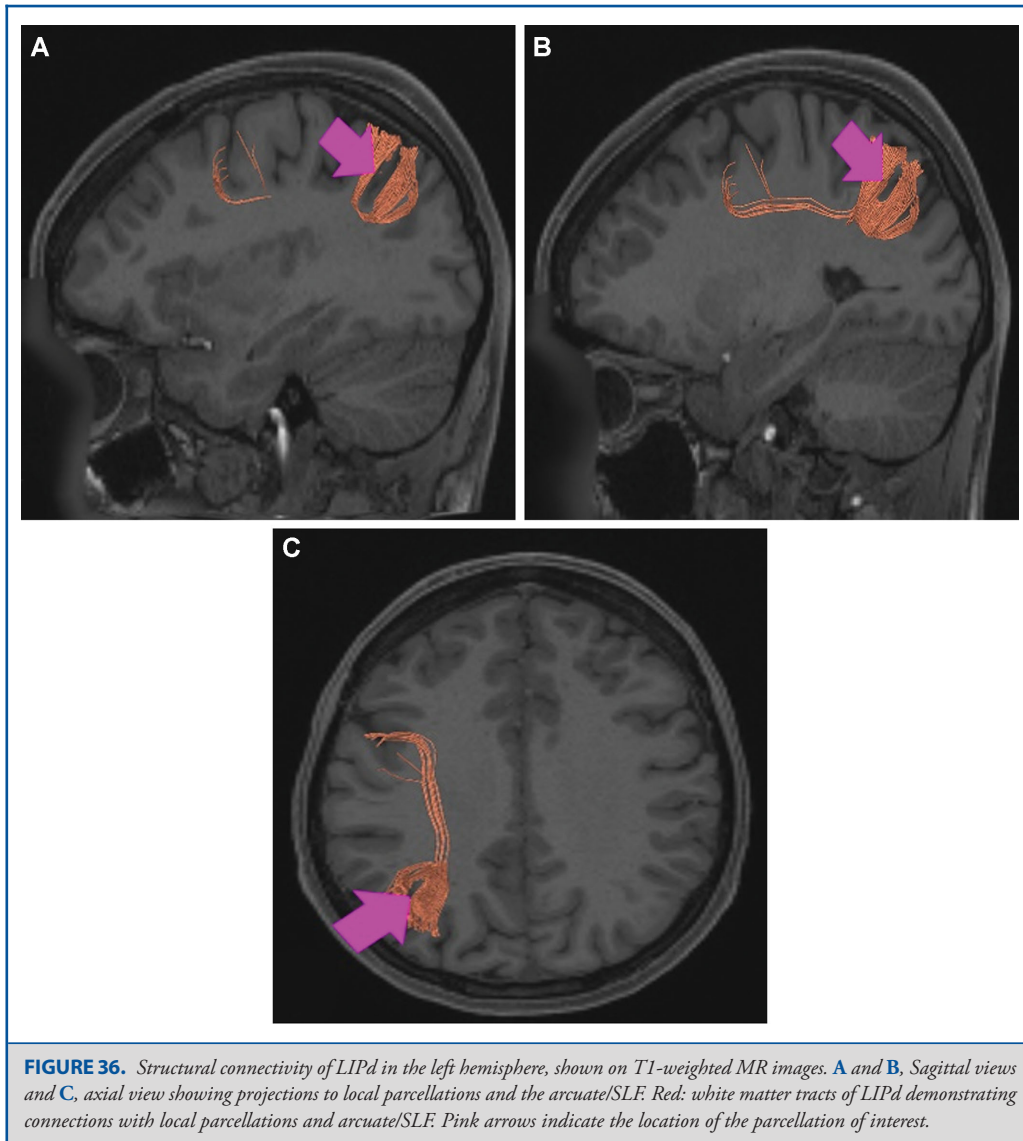 A
B
C
FIGURE 36. Structural connectivity of LIPd in the left hemisphere, shown on T1-weighted MR images. A and B, Sagittal views
and C, axial view showing projections to local parcellations and the arcuate/SLF. Red: white matter tracts of LIPd demonstrating
connections with local parcellations and arcuate/SLF. Pink arrows indicate the location of the parcellation of interest.